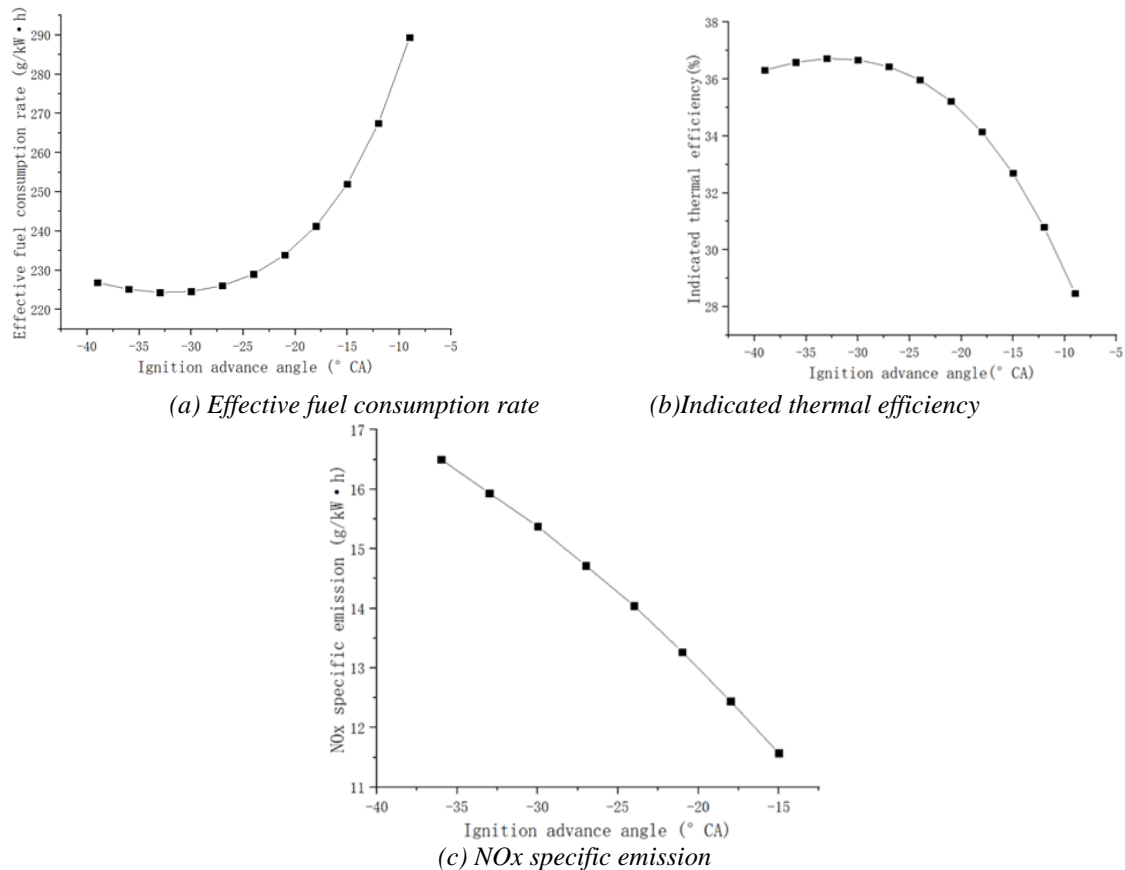 Effective fuel consumption rate (g/kW•h)
290
280
270
260
250
240
230
220
-40 -35 -30 -25 -20 -15 -10 -5
Ignition advance angle (° CA)
(a) Effective fuel consumption rate
Indicated thermal efficiency(%)
38
36
34
32
30
28
-40 -35 -30 -25 -20 -15 -10 -5
Ignition advance angle(° CA)
(b)Indicated thermal efficiency
NOx specific emission (g/kW•h)
17
16
15
14
13
12
11
-40 -35 -30 -25 -20 -15
Ignition advance angle (° CA)
(c) NOx specific emission